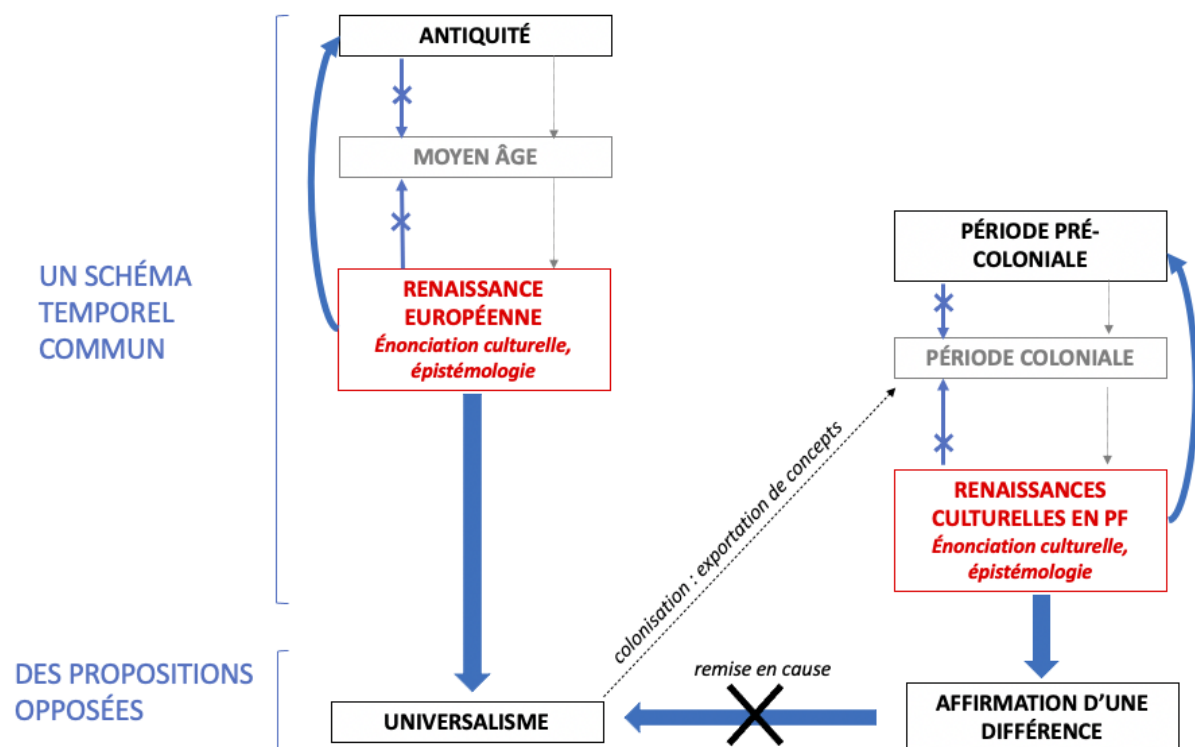 ANTIQUITÉ
MOYEN ÂGE
RENAISSANCE
EUROPÉENNE
Énonciation culturelle,
épistémologie
UN SCHÉMA
TEMPOREL
COMMUN
PÉRIODE PRÉ-
COLONIALE
PÉRIODE COLONIALE
RENAISSANCES
CULTURELLES EN PF
Énonciation culturelle,
épistémologie
colonisation : exportation de concepts
DES PROPOSITIONS
OPPOSÉES
UNIVERSALISME
remise en cause
AFFIRMATION D’UNE
DIFFÉRENCE